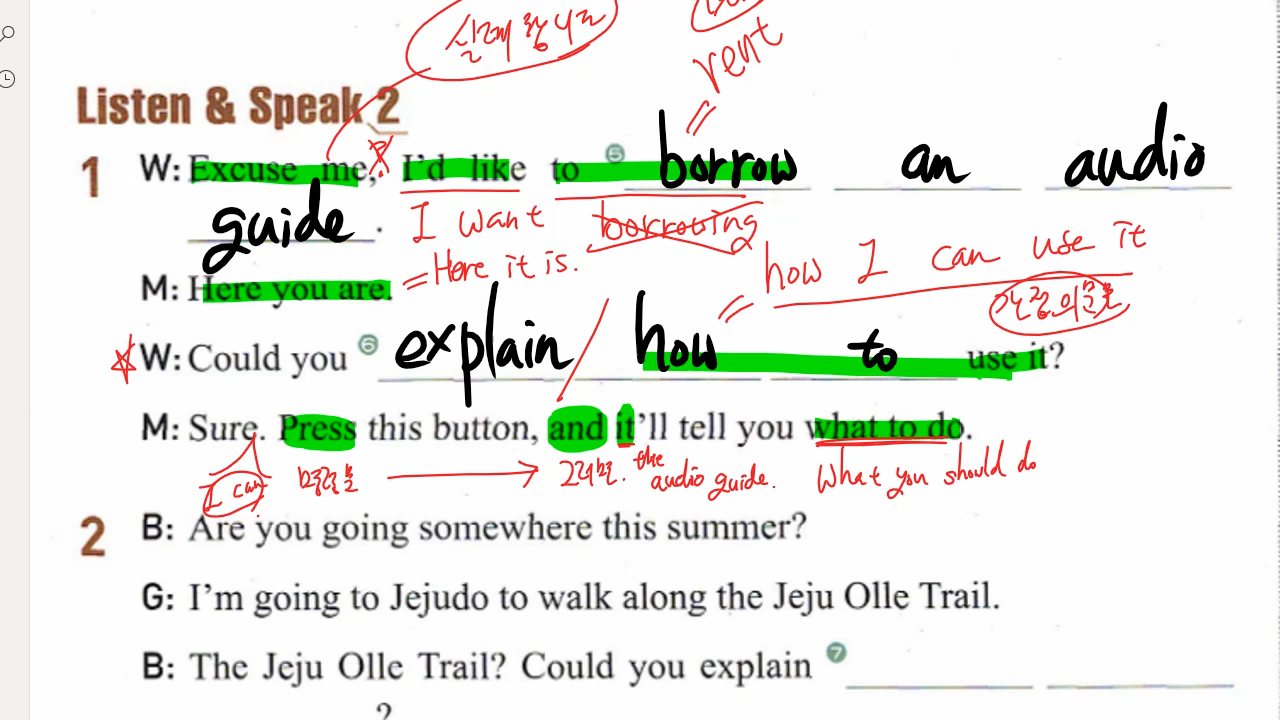 실례합니다
rent
Listen & Speak 2
1 W: Excuse me, I'd like to ⑤ borrow an audio
guide.
I want borrowing
M: Here you are. = Here it is.
how I can use it
간접의문문
W: Could you ⑥ explain / how to use it?
M: Sure. Press this button, and it'll tell you what to do.
I can 명령문 → 그러면. the audio guide. What you should do
2 B: Are you going somewhere this summer?
G: I'm going to Jejudo to walk along the Jeju Olle Trail.
B: The Jeju Olle Trail? Could you explain ⑦
?